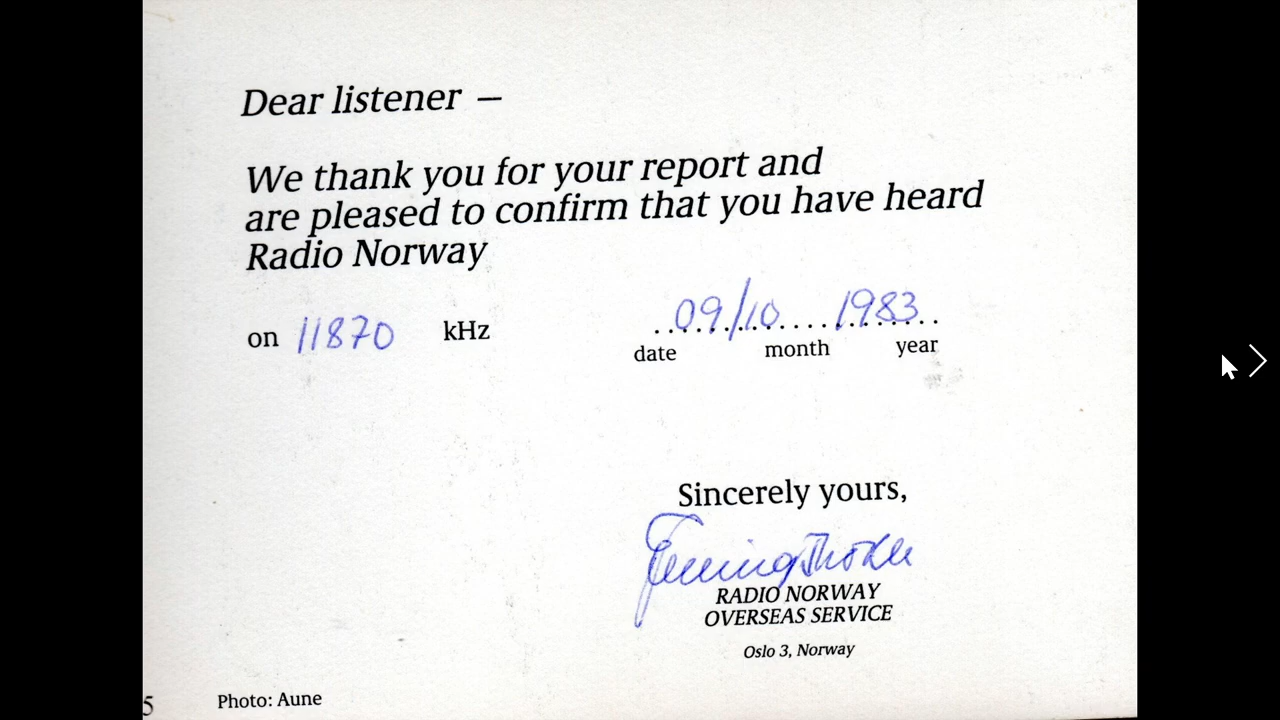 Dear listener –
We thank you for your report and
are pleased to confirm that you have heard
Radio Norway
on 11870 kHz
09/10 1983
date month year
Sincerely yours,
RADIO NORWAY
OVERSEAS SERVICE
Oslo 3, Norway
5 Photo: Aune